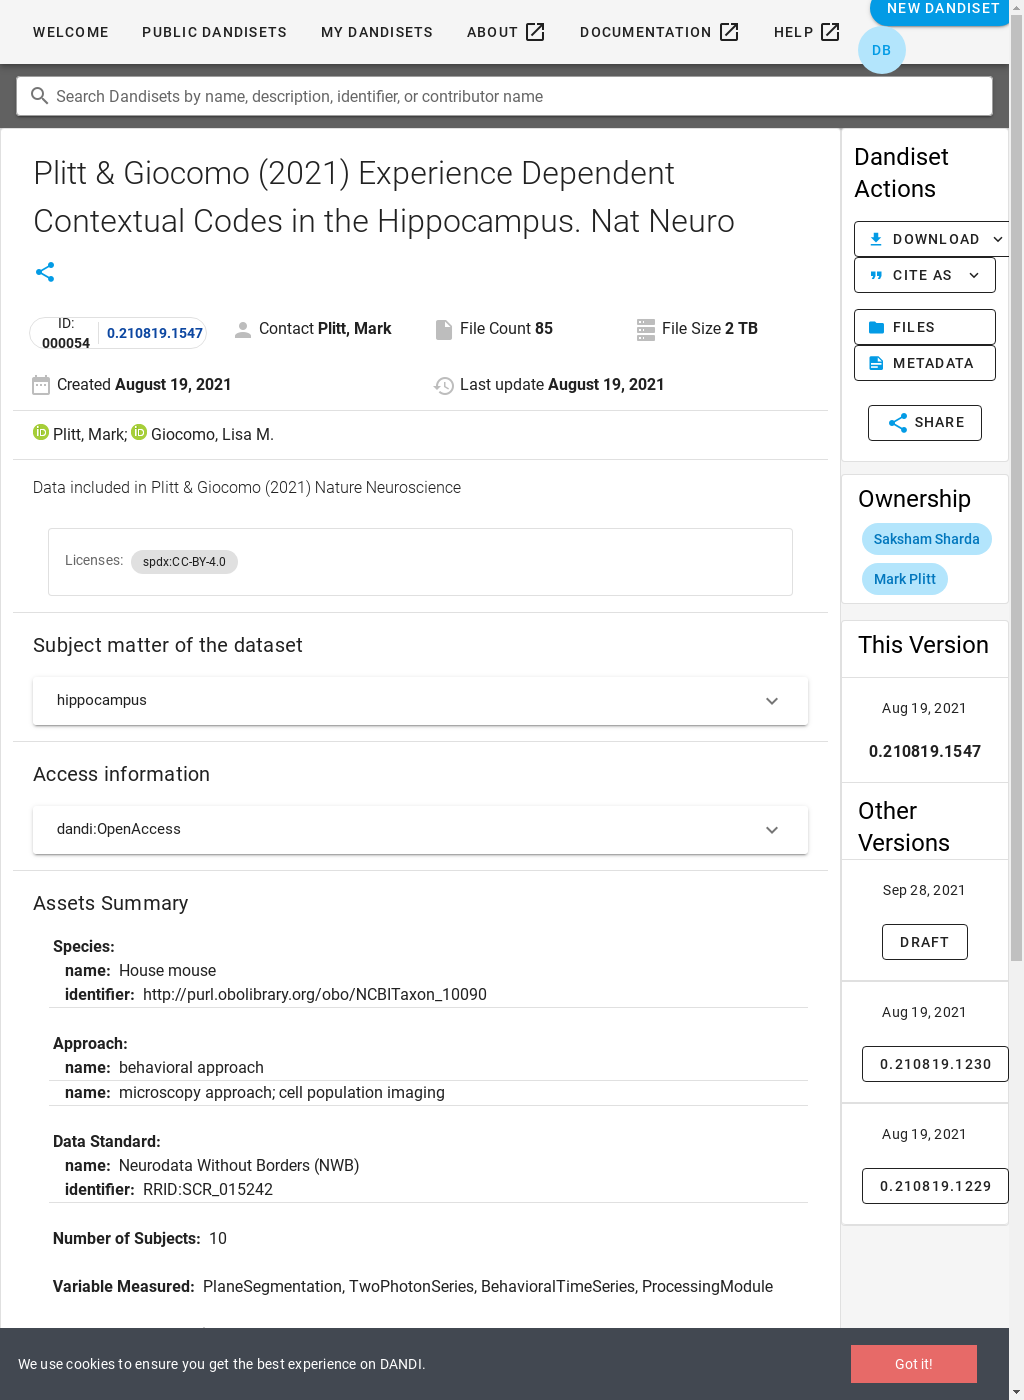 WELCOME PUBLIC DANDISETS MY DANDISETS ABOUT DOCUMENTATION HELP NEW DANDISET
DB
Search Dandisets by name, description, identifier, or contributor name
Plitt & Giocomo (2021) Experience Dependent
Contextual Codes in the Hippocampus. Nat Neuro
ID:
000054 0.210819.1547
Contact Plitt, Mark
File Count 85
File Size 2 TB
Created August 19, 2021
Last update August 19, 2021
iD Plitt, Mark; iD Giocomo, Lisa M.
Data included in Plitt & Giocomo (2021) Nature Neuroscience
Licenses: spdx:CC-BY-4.0
Subject matter of the dataset
hippocampus
Access information
dandi:OpenAccess
Assets Summary
Species:
name: House mouse
identifier: http://purl.obolibrary.org/obo/NCBITaxon_10090
Approach:
name: behavioral approach
name: microscopy approach; cell population imaging
Data Standard:
name: Neurodata Without Borders (NWB)
identifier: RRID:SCR_015242
Number of Subjects: 10
Variable Measured: PlaneSegmentation, TwoPhotonSeries, BehavioralTimeSeries, ProcessingModule
Dandiset
Actions
DOWNLOAD
CITE AS
FILES
METADATA
SHARE
Ownership
Saksham Sharda
Mark Plitt
This Version
Aug 19, 2021
0.210819.1547
Other
Versions
Sep 28, 2021
DRAFT
Aug 19, 2021
0.210819.1230
Aug 19, 2021
0.210819.1229
We use cookies to ensure you get the best experience on DANDI.
Got it!